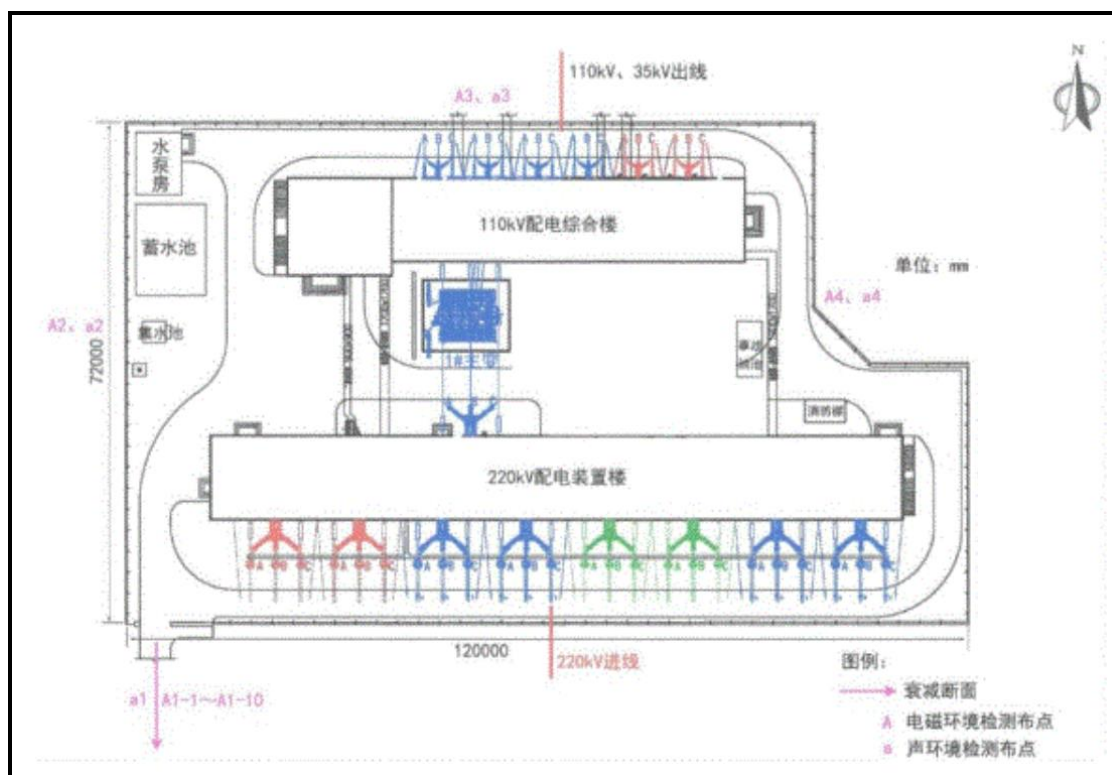 N
110kV、35kV出线
A3、a3
A B C A B C A B C A B C A B C A B C
水泵房
110kV配电综合楼
蓄水池
单位：mm
A2、a2
A4、a4
集水池
1#主变
72000
消防棚
220kV配电装置楼
A B C A B C A B C A B C A B C A B C A B C A B C
120000
220kV进线
图例：
a1 A1-1～A1-10
衰减断面
A 电磁环境检测布点
a 声环境检测布点